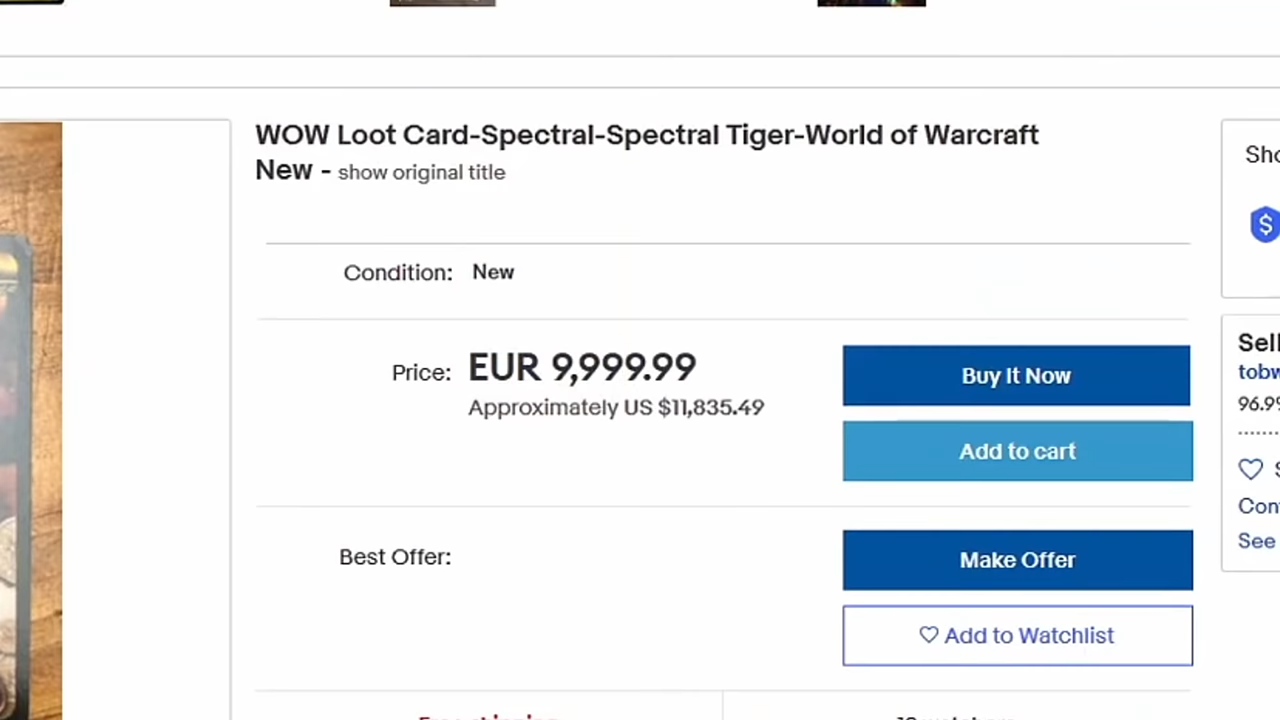 WOW Loot Card-Spectral-Spectral Tiger-World of Warcraft
New - show original title
Condition: New
Price: EUR 9,999.99
Approximately US $11,835.49
Buy It Now
Add to cart
Best Offer:
Make Offer
Add to Watchlist
$
96.9
See